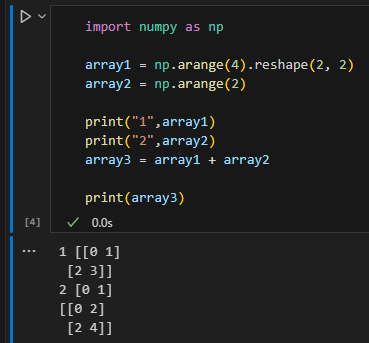 import numpy as np
array1 = np.arange(4).reshape(2, 2)
array2 = np.arange(2)
print("1",array1)
print("2",array2)
array3 = array1 + array2
print(array3)
[4]
0.0s
...
1 [[0 1]
[2 3]]
2 [0 1]
[[0 2]
[2 4]]